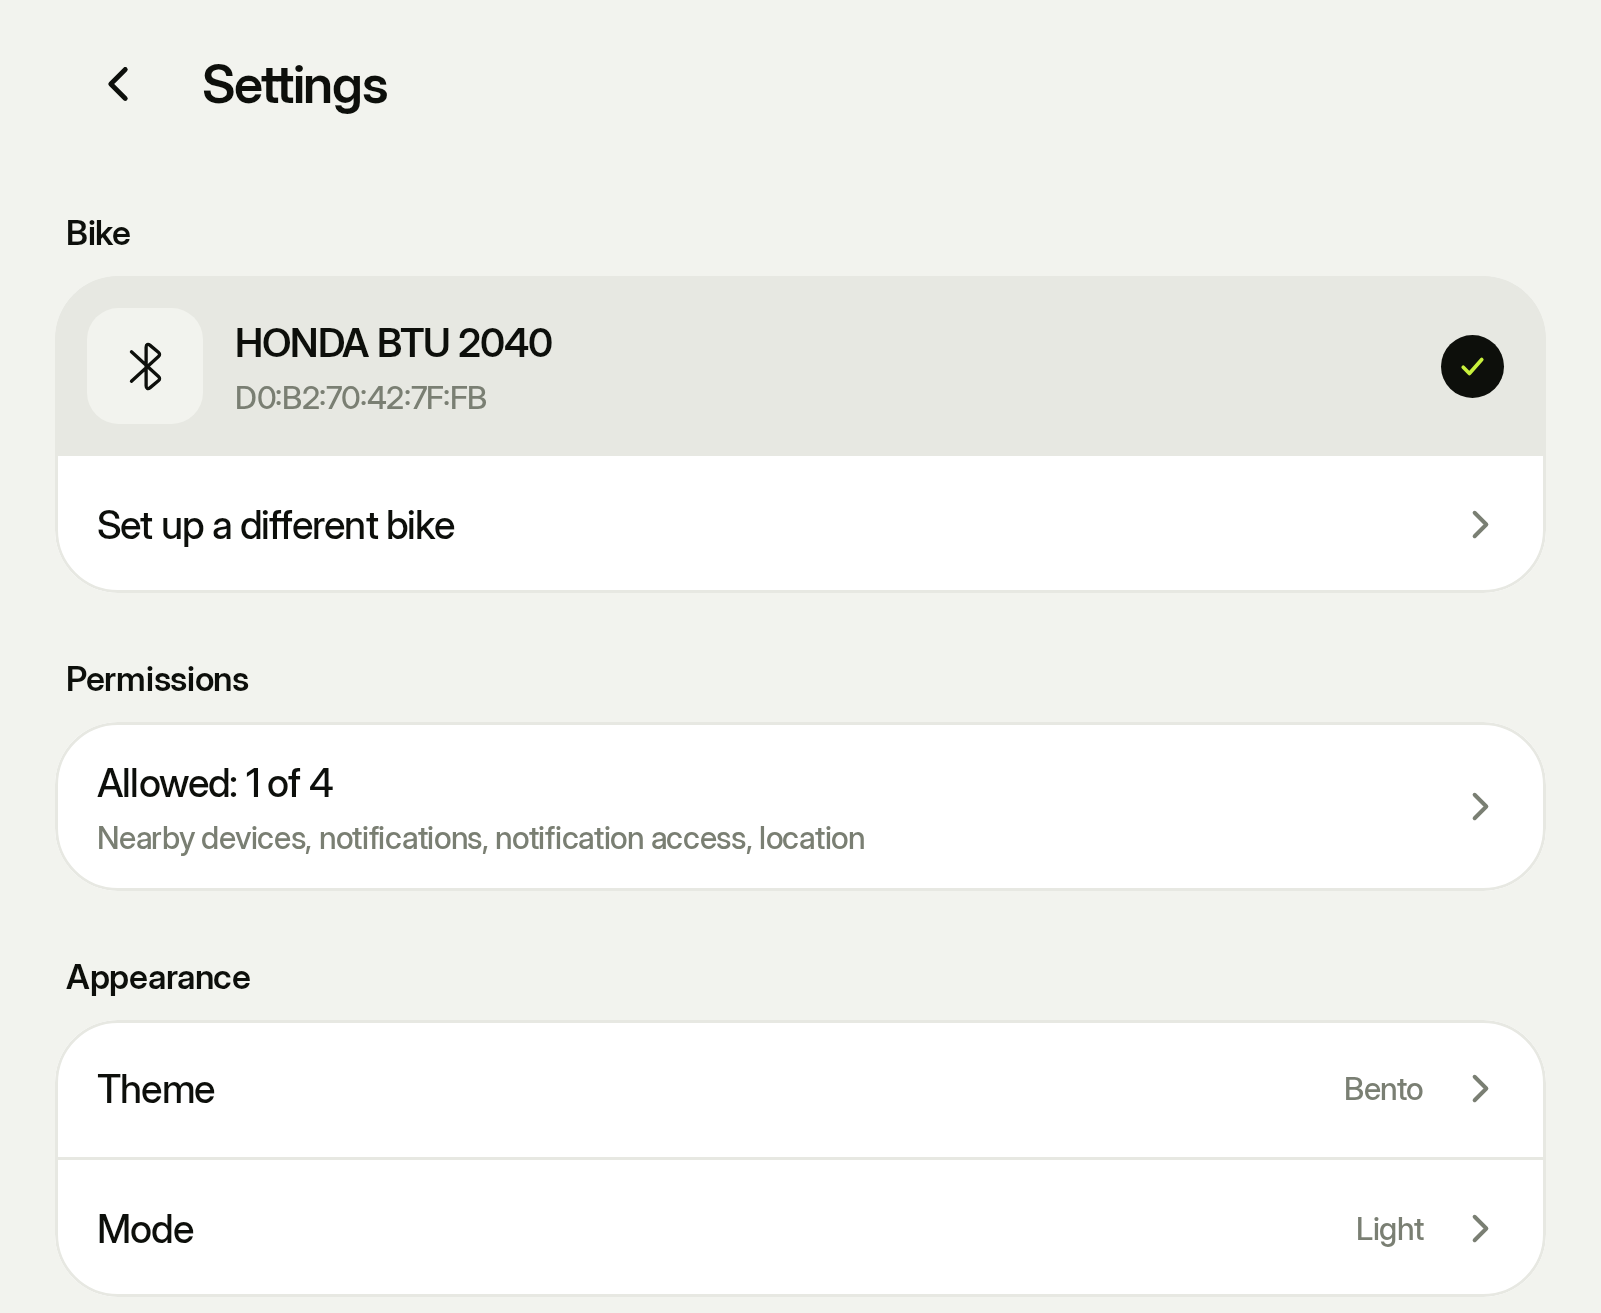 Settings
Bike
HONDA BTU 2040
D0:B2:70:42:7F:FB
Set up a different bike
Permissions
Allowed: 1 of 4
Nearby devices, notifications, notification access, location
Appearance
Theme
Bento
Mode
Light